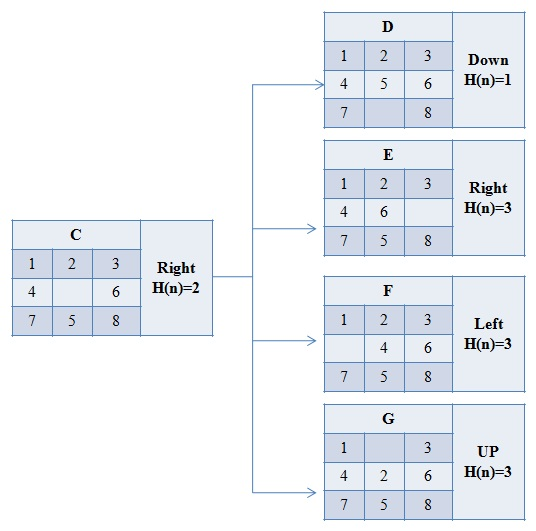 C
1 2 3
4 6
7 5 8
Right
H(n)=2
D
1 2 3
4 5 6
7 8
Down
H(n)=1
E
1 2 3
4 6
7 5 8
Right
H(n)=3
F
1 2 3
4 6
7 5 8
Left
H(n)=3
G
1 3
4 2 6
7 5 8
UP
H(n)=3